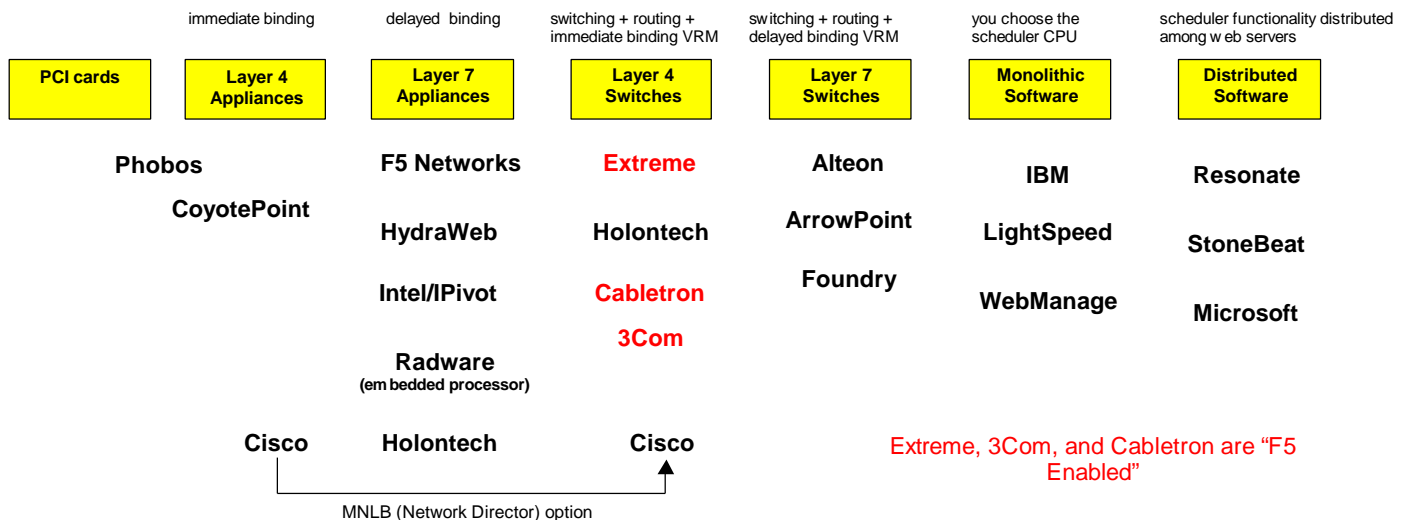 immediate binding
delayed binding
switching + routing +
immediate binding VRM
switching + routing +
delayed binding VRM
you choose the
scheduler CPU
scheduler functionality distributed
among web servers
PCI cards
Layer 4
Appliances
Layer 7
Appliances
Layer 4
Switches
Layer 7
Switches
Monolithic
Software
Distributed
Software
Phobos
CoyotePoint
F5 Networks
HydraWeb
Intel/IPivot
Radware
(embedded processor)
Extreme
Holontech
Cabletron
3Com
Alteon
ArrowPoint
Foundry
IBM
LightSpeed
WebManage
Resonate
StoneBeat
Microsoft
Cisco
Holontech
Cisco
Extreme, 3Com, and Cabletron are “F5
Enabled”
MNLB (Network Director) option